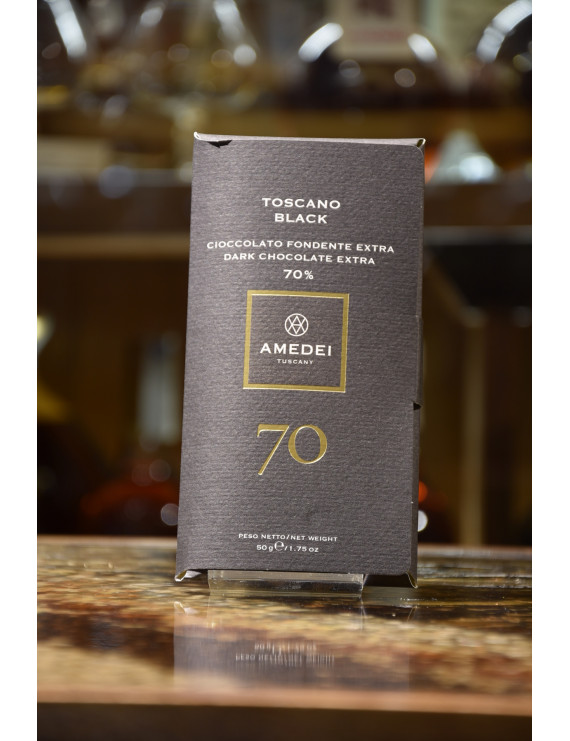 TOSCANO
BLACK
CIOCCOLATO FONDENTE EXTRA
DARK CHOCOLATE EXTRA
70%
AMEDEI
TUSCANY
70
PESO NETTO/NET WEIGHT
50 g℮/1.75 oz